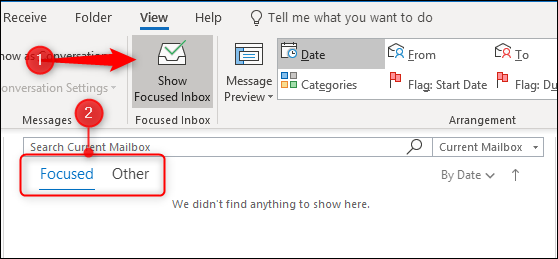 Receive Folder View Help Tell me what you want to do
Show
Focused Inbox
Message
Preview
Date
From
To
Categories
Flag: Start Date
Flag: Du
as Conversations
onversation Settings
1
Messages
Focused Inbox
Arrangement
2
Search Current Mailbox
Current Mailbox
Focused Other
By Date
We didn't find anything to show here.